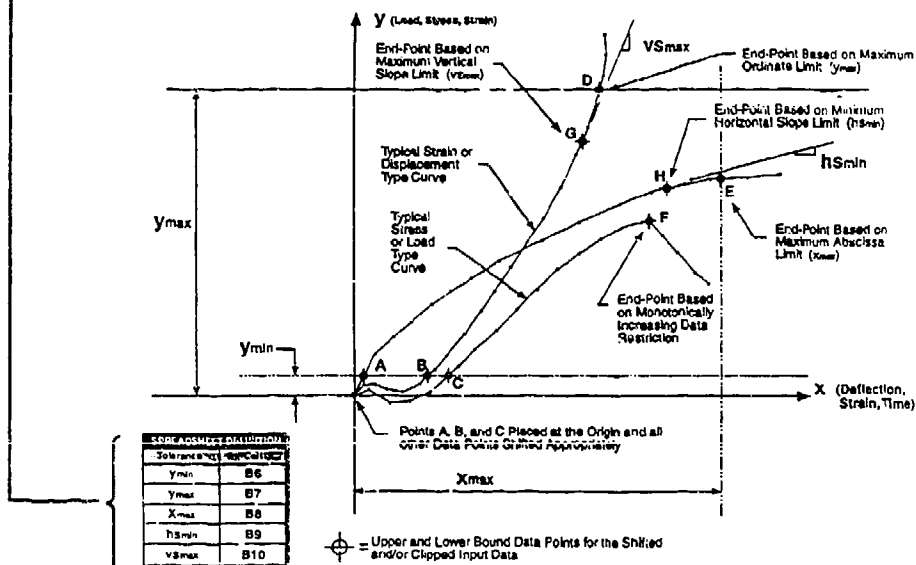 y (Load, Stress, Strain)
End-Point Based on
Maximum Vertical
Slope Limit (vsmax)
vsmax
End-Point Based on Maximum
Ordinate Limit (ymax)
D
End-Point Based on Minimum
Horizontal Slope Limit (hsmin)
G
Typical Strain or
Displacement
Type Curve
hsmin
H
E
ymax
Typical
Stress
or Load
Type
Curve
F
End-Point Based on
Maximum Abscissa
Limit (xmax)
End-Point Based
on Monotonically
Increasing Data
Restriction
ymin
A
B
C
x (Deflection,
Strain, Time)
Points A, B, and C Placed at the Origin and all
other Data Points Shifted Appropriately
xmax
SPREADSHEET DEFINITION
Tolerance
ymin B6
ymax B7
xmax B8
hsmin B9
vsmax B10
= Upper and Lower Bound Data Points for the Shifted
and/or Clipped Input Data